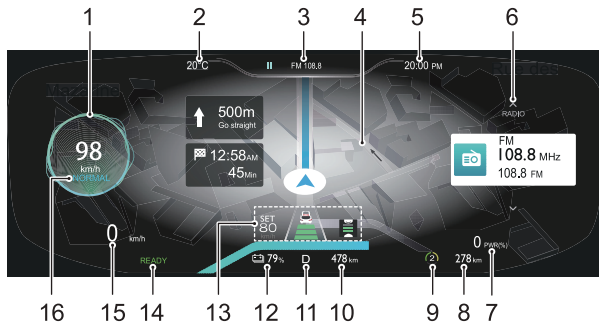 1
2
3
4
5
6
20°C
FM 108.8
20:00 PM
500m
Go straight
RADIO
98
km/h
NORMAL
12:58AM
45Min
FM
108.8 MHz
108.8 FM
SET
80
0 km/h
0 PWR(%)
READY
79%
D
478km
2
278km
16
15
14
13
12
11
10
9
8
7